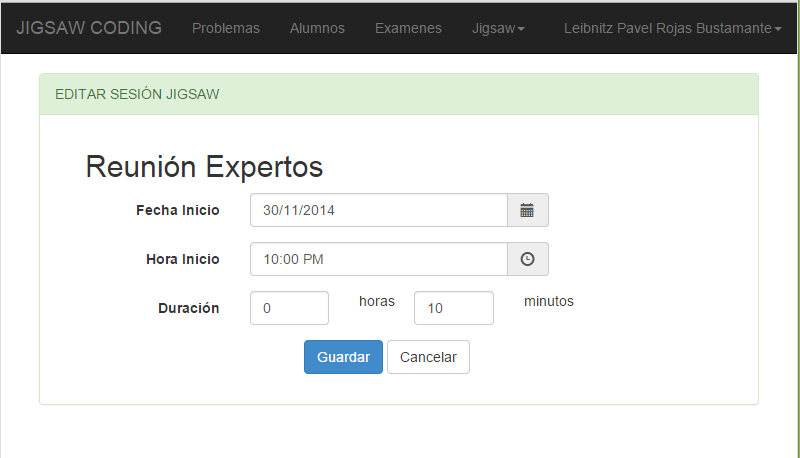 JIGSAW CODING Problemas Alumnos Examenes Jigsaw Leibnitz Pavel Rojas Bustamante
EDITAR SESIÓN JIGSAW
Reunión Expertos
Fecha Inicio 30/11/2014
Hora Inicio 10:00 PM
Duración 0 horas 10 minutos
Guardar Cancelar